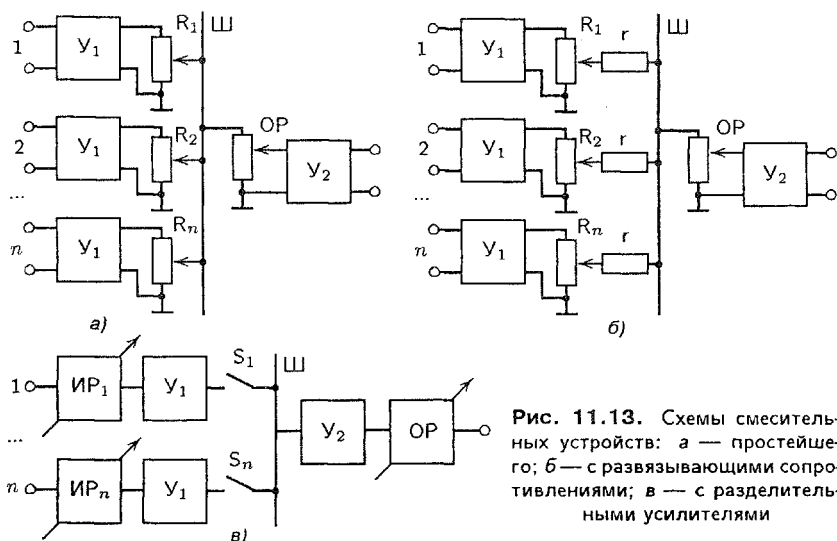 R₁ Ш
1 У₁
R₂ ОР
2 У₁ У₂
...
Rₙ
n У₁
а)
R₁ r Ш
1 У₁
R₂ r ОР
2 У₁ У₂
...
Rₙ r
n У₁
б)
S₁ Ш
1 ИР₁ У₁
У₂ ОР
...
Sₙ
n ИРₙ У₁
в)
Рис. 11.13. Схемы смеситель-
ных устройств: а — простейше-
го; б — с развязывающими сопро-
тивлениями; в — с разделитель-
ными усилителями